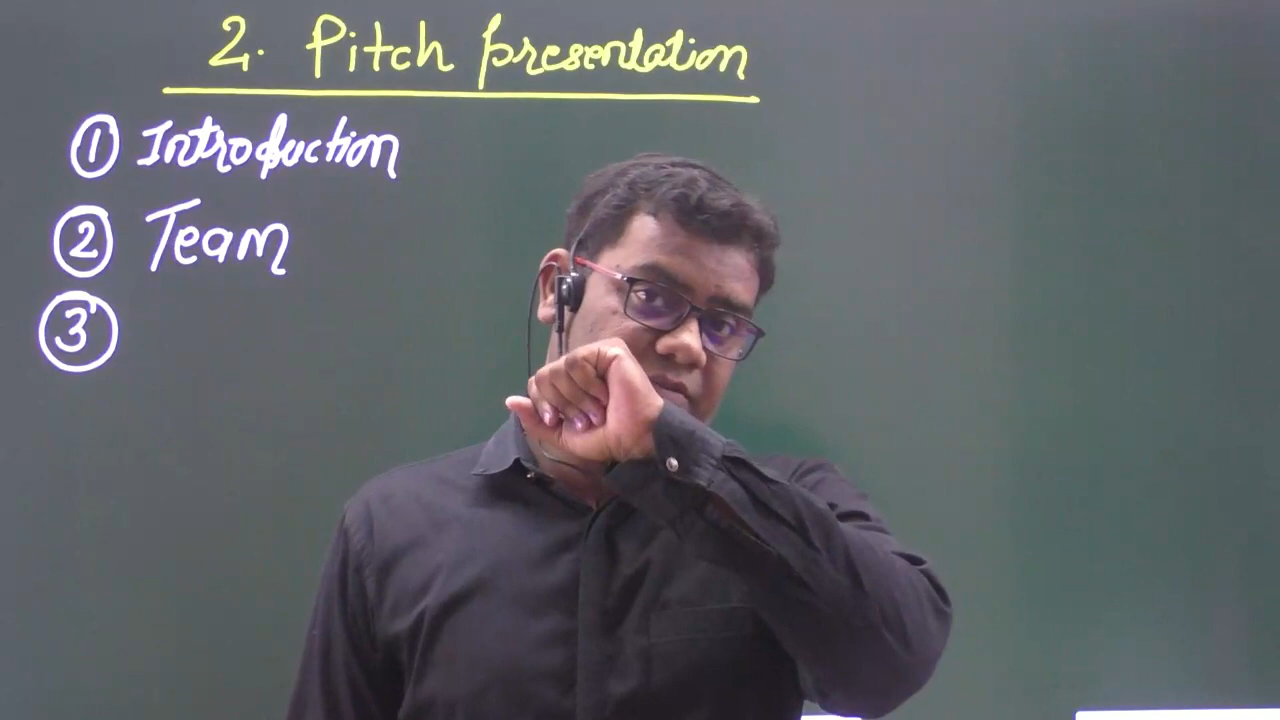 2. Pitch presentation
① Introduction
② Team
③